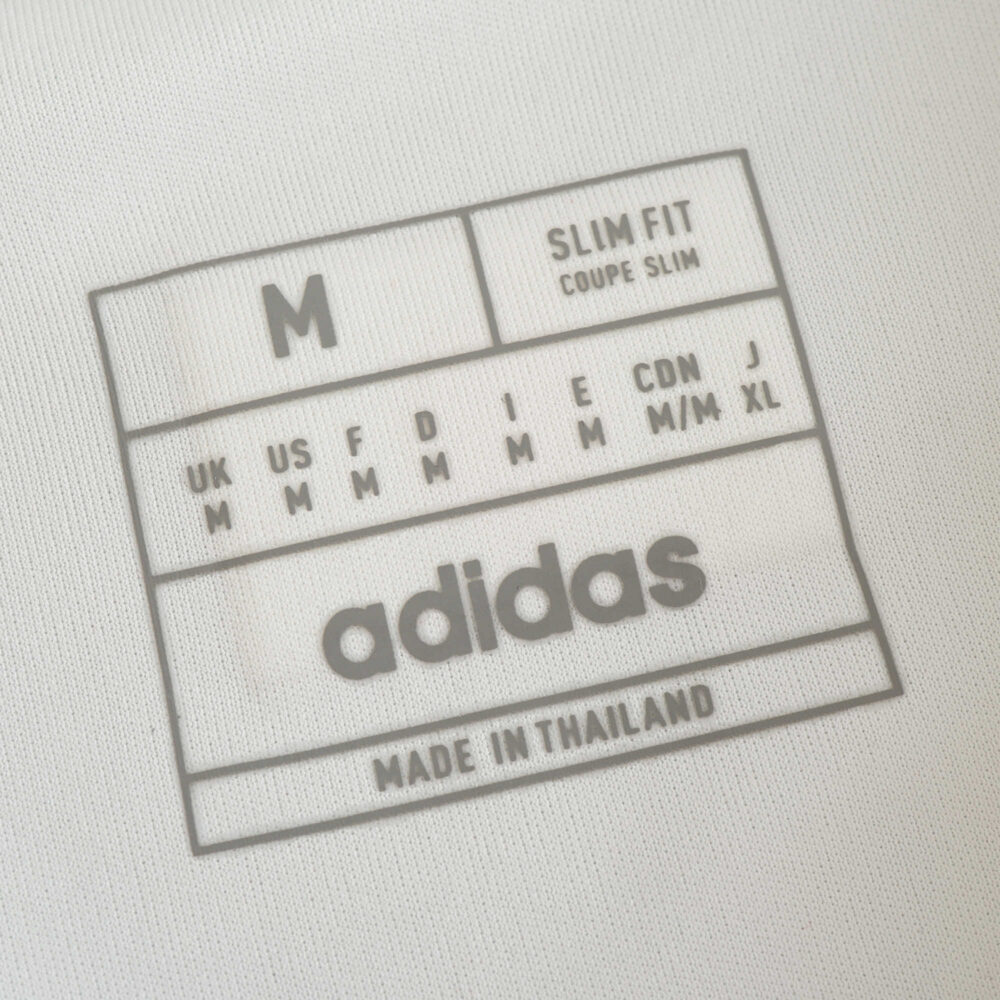 M
SLIM FIT
COUPE SLIM
UK US F D I E CDN J
M M M M M M M/M XL
adidas
MADE IN THAILAND